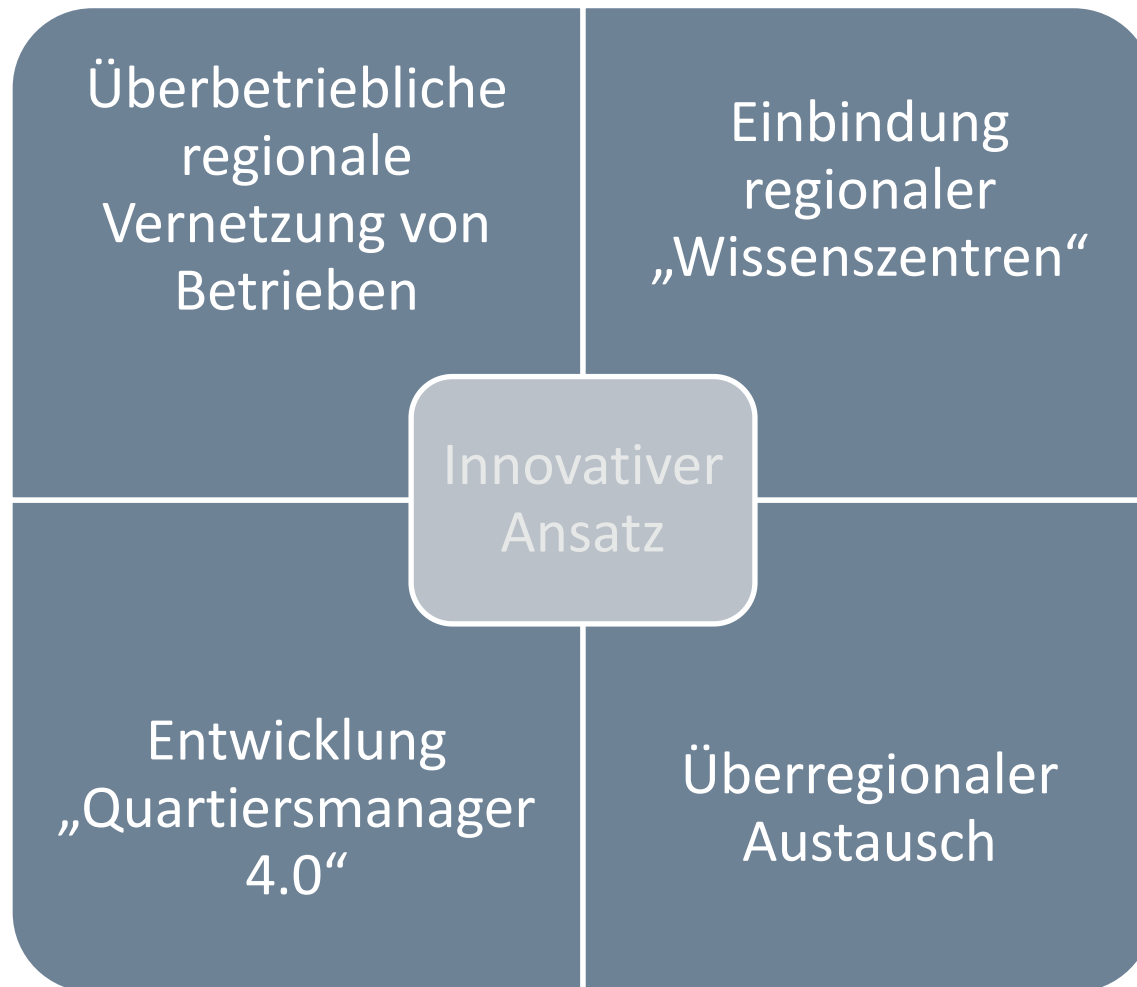 Überbetriebliche
regionale
Vernetzung von
Betrieben
Einbindung
regionaler
„Wissenszentren“
Innovativer
Ansatz
Entwicklung
„Quartiersmanager
4.0“
Überregionaler
Austausch